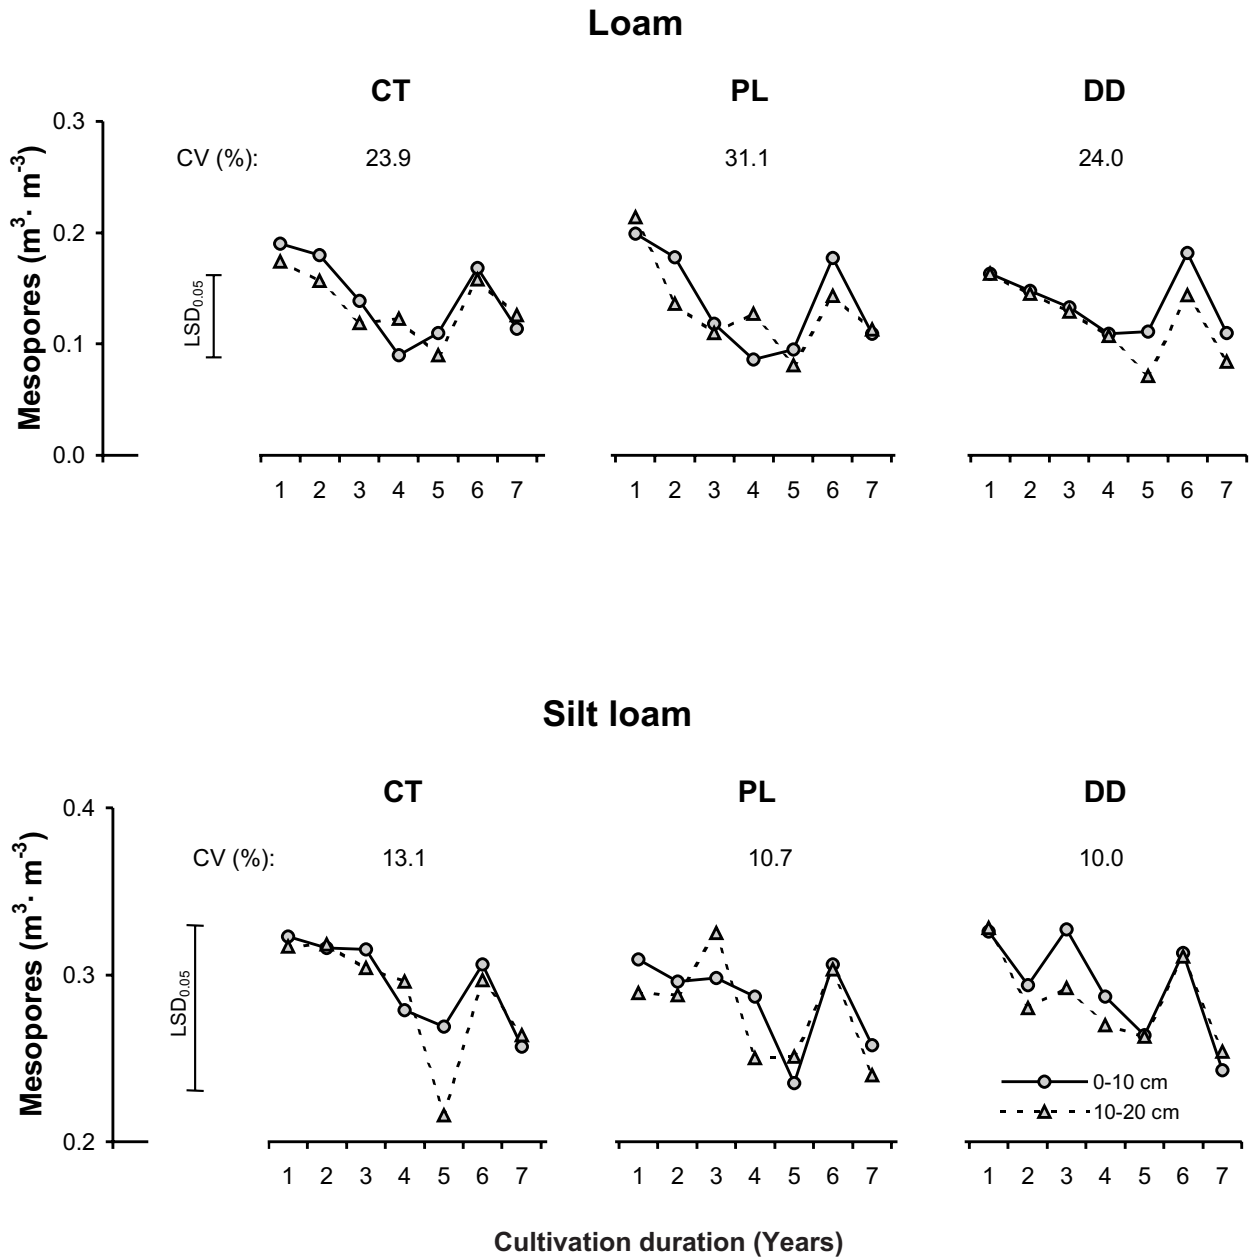 Loam
CT PL DD
CV (%): 23.9 31.1 24.0
Mesopores (m³· m⁻³)
0.3
0.2
0.1
0.0
LSD₀.₀₅
1 2 3 4 5 6 7 1 2 3 4 5 6 7 1 2 3 4 5 6 7
Silt loam
CT PL DD
CV (%): 13.1 10.7 10.0
Mesopores (m³· m⁻³)
0.4
0.3
0.2
LSD₀.₀₅
0-10 cm
10-20 cm
1 2 3 4 5 6 7 1 2 3 4 5 6 7 1 2 3 4 5 6 7
Cultivation duration (Years)